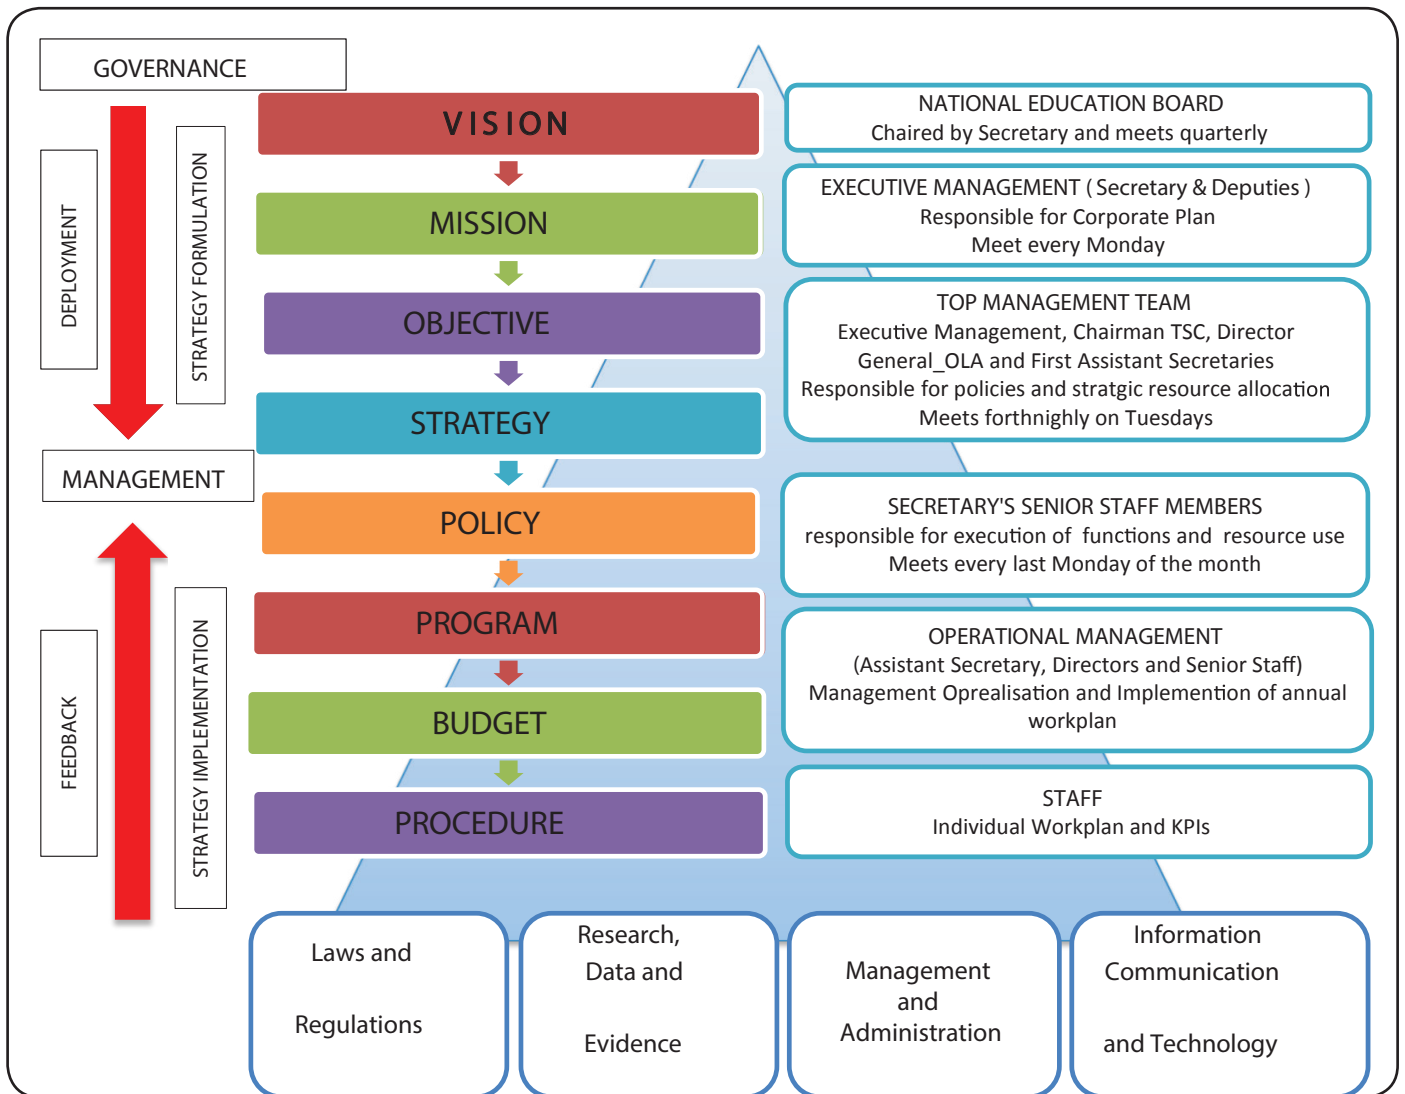 GOVERNANCE
DEPLOYMENT
STRATEGY FORMULATION
MANAGEMENT
FEEDBACK
STRATEGY IMPLEMENTATION
VISION
MISSION
OBJECTIVE
STRATEGY
POLICY
PROGRAM
BUDGET
PROCEDURE
NATIONAL EDUCATION BOARD
Chaired by Secretary and meets quarterly
EXECUTIVE MANAGEMENT ( Secretary & Deputies )
Responsible for Corporate Plan
Meet every Monday
TOP MANAGEMENT TEAM
Executive Management, Chairman TSC, Director
General_OLA and First Assistant Secretaries
Responsible for policies and stratgic resource allocation
Meets forthnighly on Tuesdays
SECRETARY'S SENIOR STAFF MEMBERS
responsible for execution of functions and resource use
Meets every last Monday of the month
OPERATIONAL MANAGEMENT
(Assistant Secretary, Directors and Senior Staff)
Management Oprealisation and Implemention of annual
workplan
STAFF
Individual Workplan and KPIs
Laws and
Regulations
Research,
Data and
Evidence
Management
and
Administration
Information
Communication
and Technology